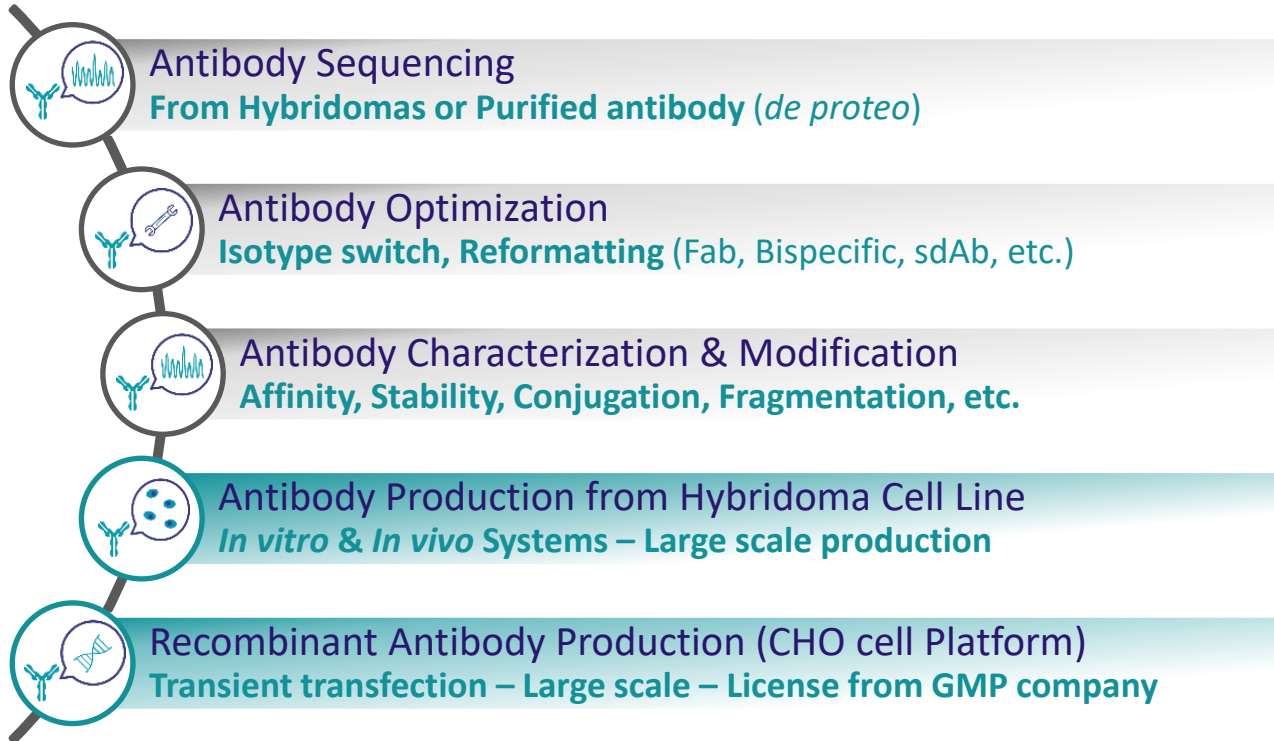 Antibody Sequencing
From Hybridomas or Purified antibody (de proteo)
Antibody Optimization
Isotype switch, Reformatting (Fab, Bispecific, sdAb, etc.)
Antibody Characterization & Modification
Affinity, Stability, Conjugation, Fragmentation, etc.
Antibody Production from Hybridoma Cell Line
In vitro & In vivo Systems – Large scale production
Recombinant Antibody Production (CHO cell Platform)
Transient transfection – Large scale – License from GMP company